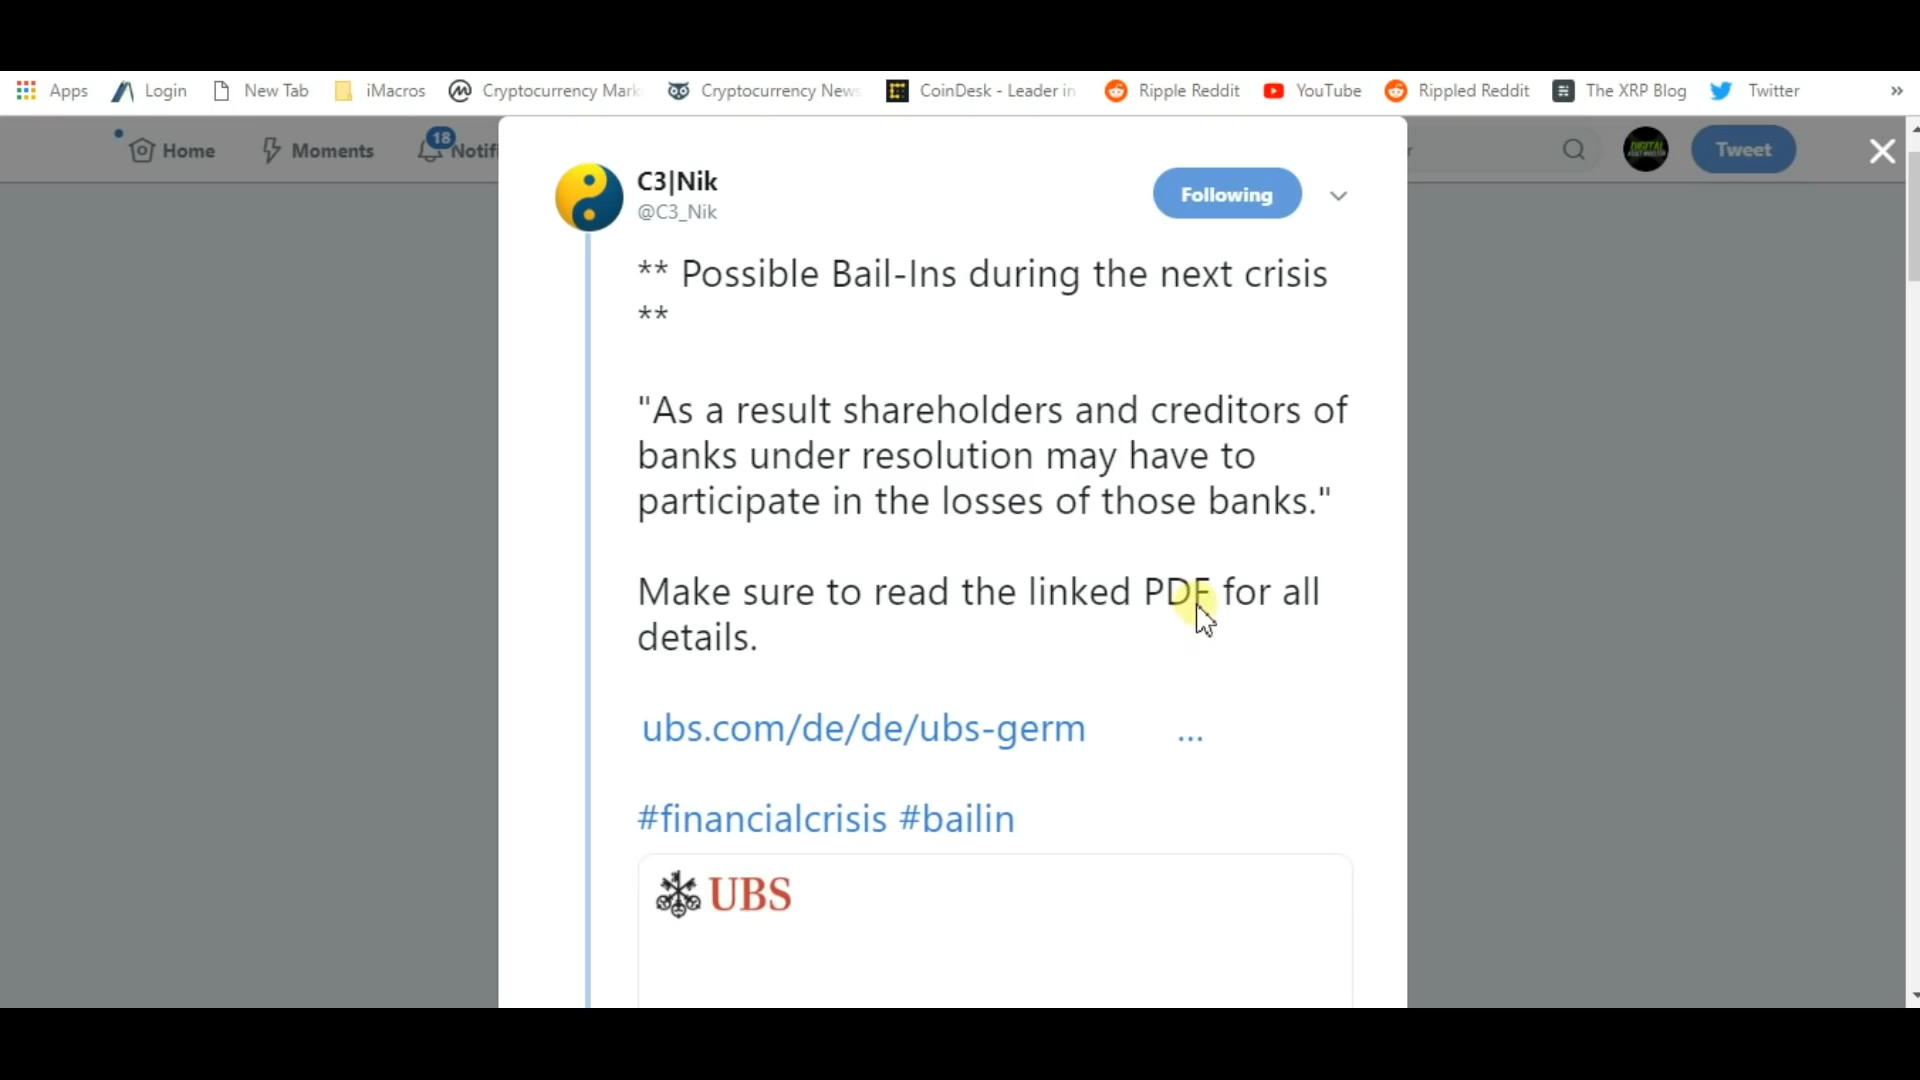 Apps Login New Tab iMacros Cryptocurrency Mark Cryptocurrency News CoinDesk - Leader in Ripple Reddit YouTube Rippled Reddit The XRP Blog Twitter »
Home Moments 18 Notifi Tweet
C3|Nik
@C3_Nik
Following
** Possible Bail-Ins during the next crisis
**
"As a result shareholders and creditors of
banks under resolution may have to
participate in the losses of those banks."
Make sure to read the linked PDF for all
details.
ubs.com/de/de/ubs-germ ...
#financialcrisis #bailin
UBS